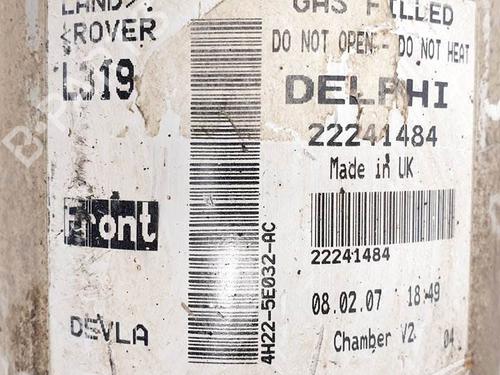 LAND
ROVER
L319
Front
DEVLA
4H22-5E032-AC
GAS FILLED
DO NOT OPEN - DO NOT HEAT
DELPHI
22241484
Made in UK
22241484
08.02.07 18:49
Chamber V2 04